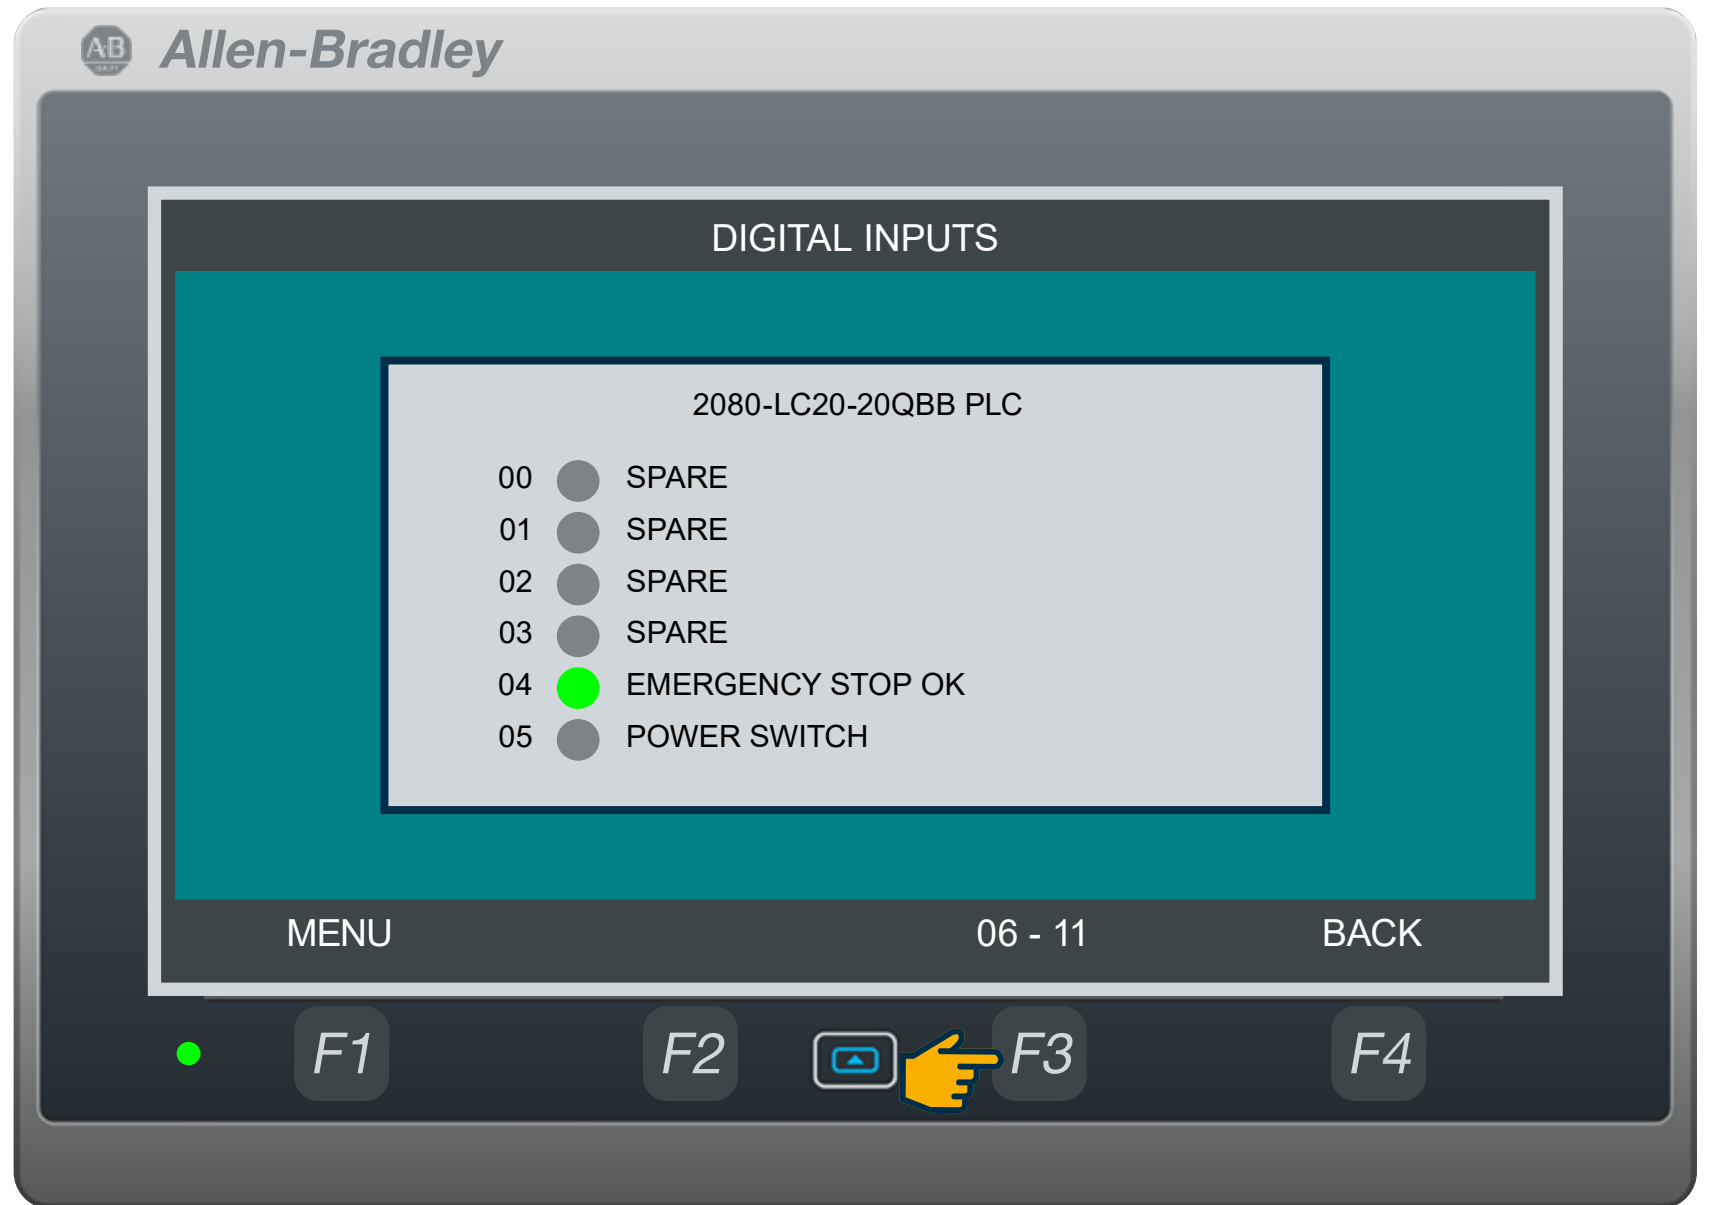 Allen-Bradley
DIGITAL INPUTS
2080-LC20-20QBB PLC
00 SPARE
01 SPARE
02 SPARE
03 SPARE
04 EMERGENCY STOP OK
05 POWER SWITCH
MENU 06 - 11 BACK
F1 F2 F3 F4